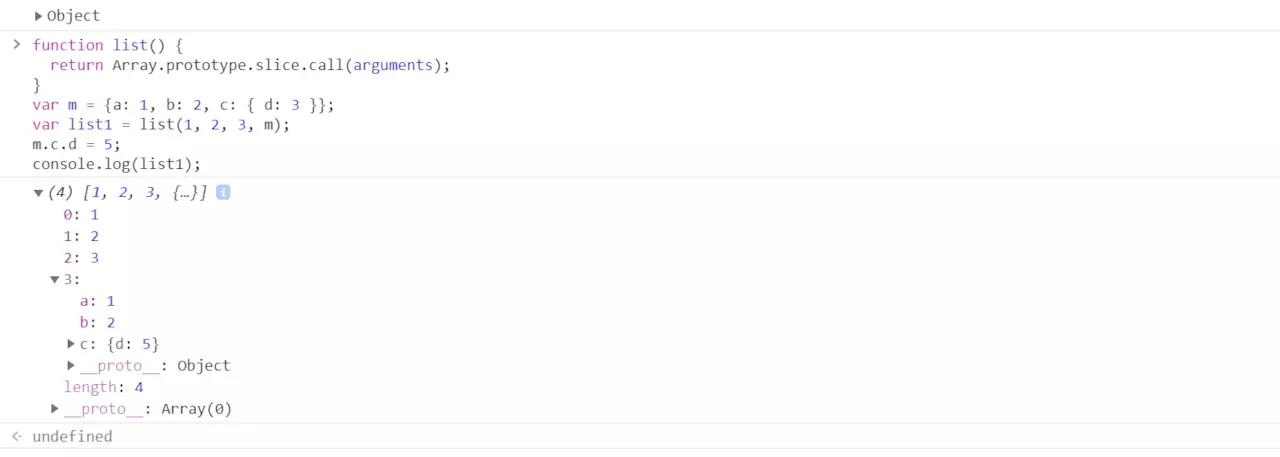 ▶Object
> function list() {
  return Array.prototype.slice.call(arguments);
}
var m = {a: 1, b: 2, c: { d: 3 }};
var list1 = list(1, 2, 3, m);
m.c.d = 5;
console.log(list1);
▼(4) [1, 2, 3, {…}] i
0: 1
1: 2
2: 3
▼3:
a: 1
b: 2
▶c: {d: 5}
▶__proto__: Object
length: 4
▶__proto__: Array(0)
<· undefined